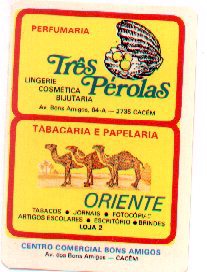 PERFUMARIA
Três
Pérolas
LINGERIE
COSMÉTICA
BIJUTARIA
Av. Bons Amigos, 64-A — 2735 CACÉM
TABACARIA E PAPELARIA
ORIENTE
TABACOS ● JORNAIS ● FOTOCÓPIAS
ARTIGOS ESCOLARES ● ESCRITÓRIO ● BRINDES
LOJA 2
CENTRO COMERCIAL BONS AMIGOS
Av. dos Bons Amigos — CACÉM